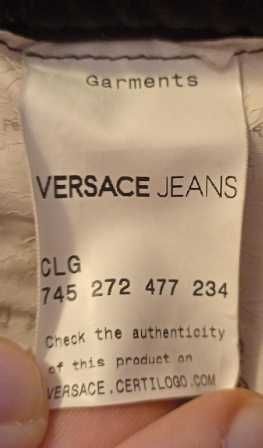 Garments
VERSACE JEANS
CLG
745 272 477 234
Check the authenticity
of this product on
VERSACE.CERTILOGO.COM